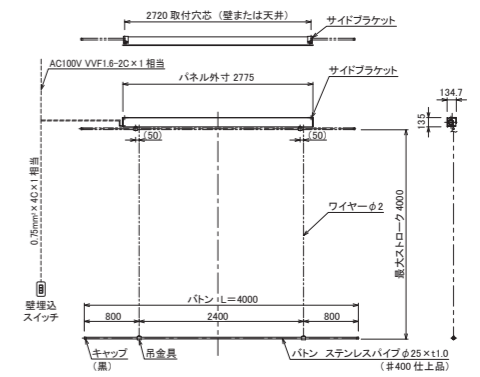 2720 取付穴芯（壁または天井）
サイドブラケット
AC100V VVF1.6-2C×1 相当
パネル外寸 2775
サイドブラケット
134.7
135
(50)
(50)
0.75mm²×4C×1 相当
ワイヤーφ2
最大ストローク 4000
壁埋込
スイッチ
バトン L=4000
800
2400
800
キャップ
（黒）
吊金具
バトン ステンレスパイプφ25×t1.0
（♯400 仕上品）